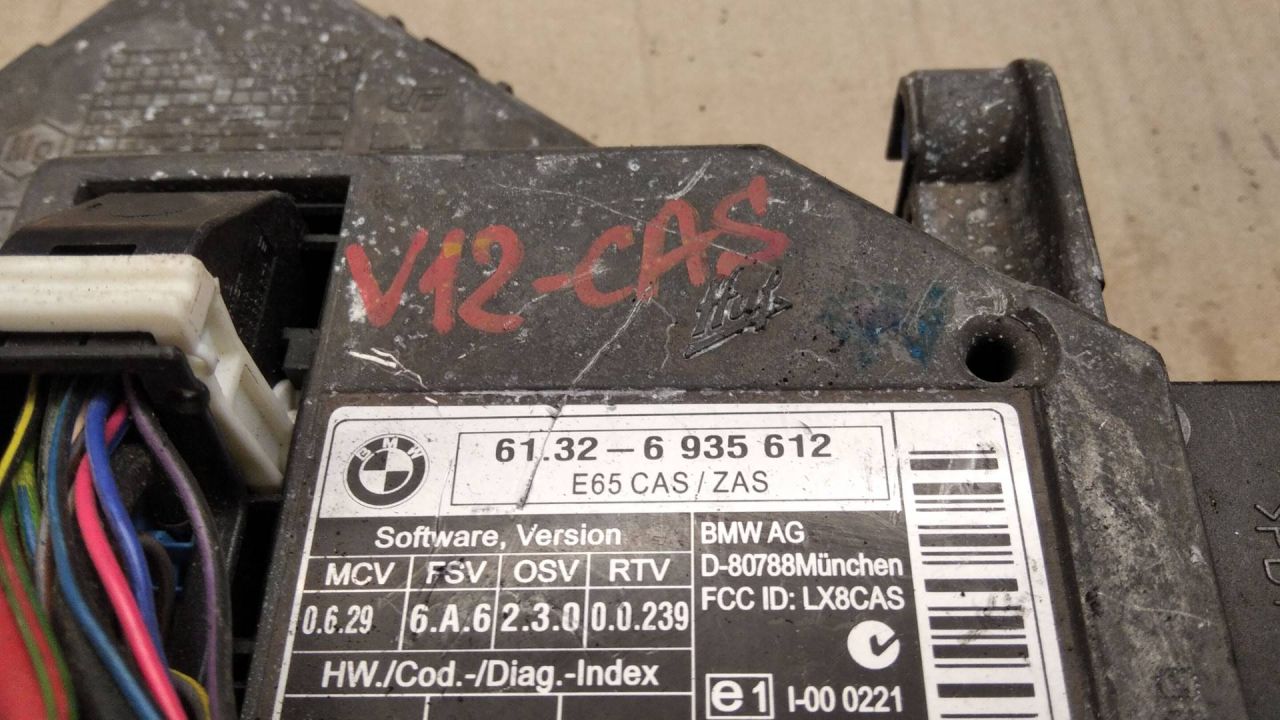 V12-CAS
Huf
BMW
61.32 – 6 935 612
E65 CAS / ZAS
Software, Version
MCV FSV OSV RTV
0.6.29 6.A.6 2.3.0 0.0.239
HW./Cod.-/Diag.-Index
BMW AG
D-80788München
FCC ID: LX8CAS
e1 I-00 0221